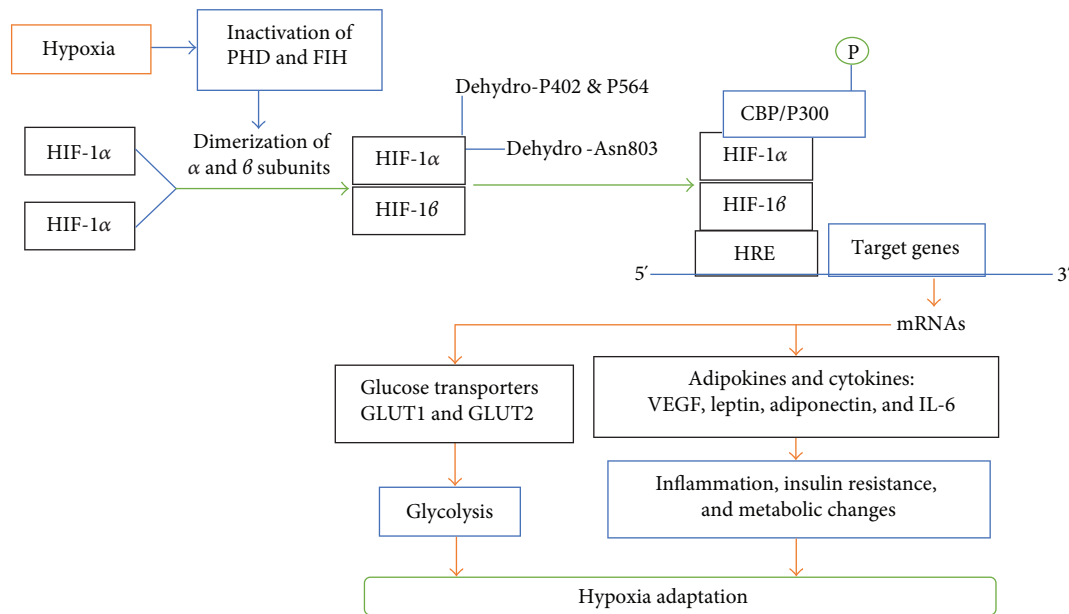 Hypoxia
Inactivation of
PHD and FIH
P
Dehydro-P402 & P564
CBP/P300
HIF-1α
Dimerization of
α and β subunits
HIF-1α
Dehydro -Asn803
HIF-1α
HIF-1α
HIF-1β
HIF-1β
HRE
Target genes
5′
3′
mRNAs
Glucose transporters
GLUT1 and GLUT2
Adipokines and cytokines:
VEGF, leptin, adiponectin, and IL-6
Glycolysis
Inflammation, insulin resistance,
and metabolic changes
Hypoxia adaptation